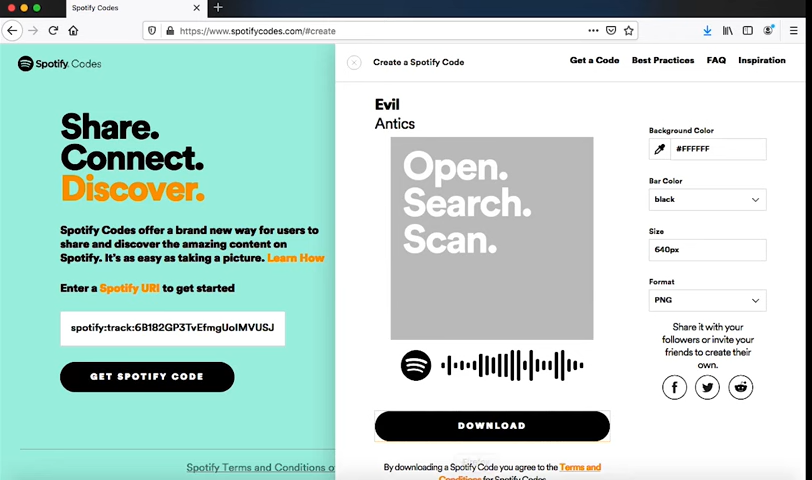 Spotify Codes
https://www.spotifycodes.com/#create
Spotify Codes
Share.
Connect.
Discover.
Spotify Codes offer a brand new way for users to
share and discover the amazing content on
Spotify. It's as easy as taking a picture. Learn How
Enter a Spotify URI to get started
spotify:track:6B182GP3TvEfmgUoIMVUSJ
GET SPOTIFY CODE
Spotify Terms and Conditions o
Create a Spotify Code
Get a Code
Best Practices
FAQ
Inspiration
Evil
Antics
Open.
Search.
Scan.
Background Color
#FFFFFF
Bar Color
black
Size
640px
Format
PNG
Share it with your
followers or invite your
friends to create their
own.
DOWNLOAD
By downloading a Spotify Code you agree to the Terms and
Conditions for Spotify Codes.